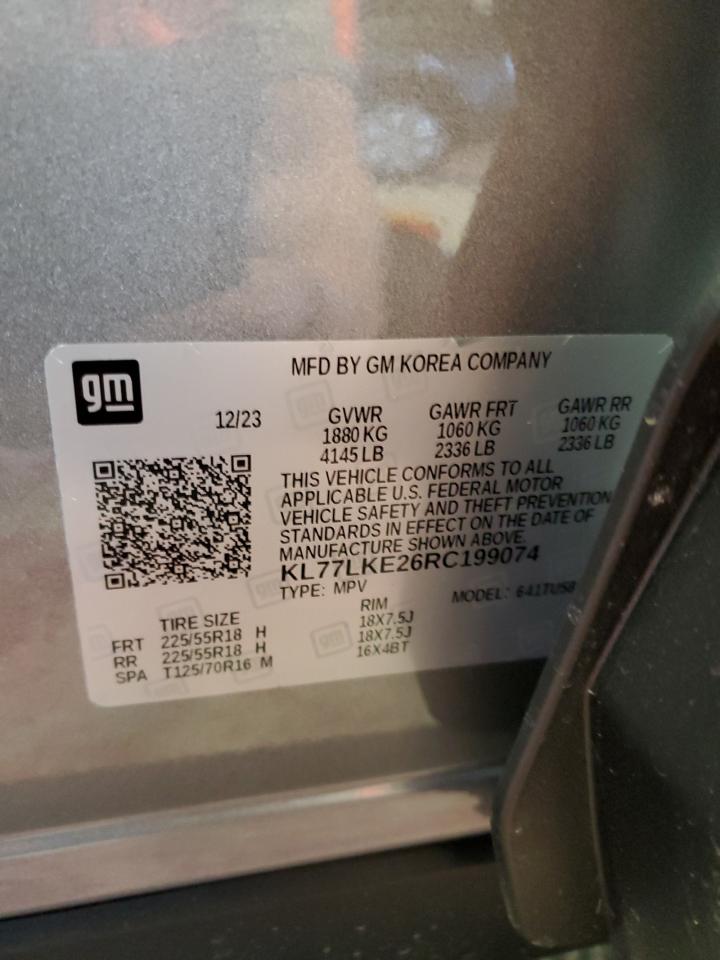 gm
MFD BY GM KOREA COMPANY
12/23
GVWR GAWR FRT GAWR RR
1880 KG 1060 KG 1060 KG
4145 LB 2336 LB 2336 LB
THIS VEHICLE CONFORMS TO ALL
APPLICABLE U.S. FEDERAL MOTOR
VEHICLE SAFETY AND THEFT PREVENTION
STANDARDS IN EFFECT ON THE DATE OF
MANUFACTURE SHOWN ABOVE.
KL77LKE26RC199074
TYPE: MPV MODEL: 641TU58
TIRE SIZE RIM
FRT 225/55R18 H 18X7.5J
RR 225/55R18 H 18X7.5J
SPA T125/70R16 M 16X4BT